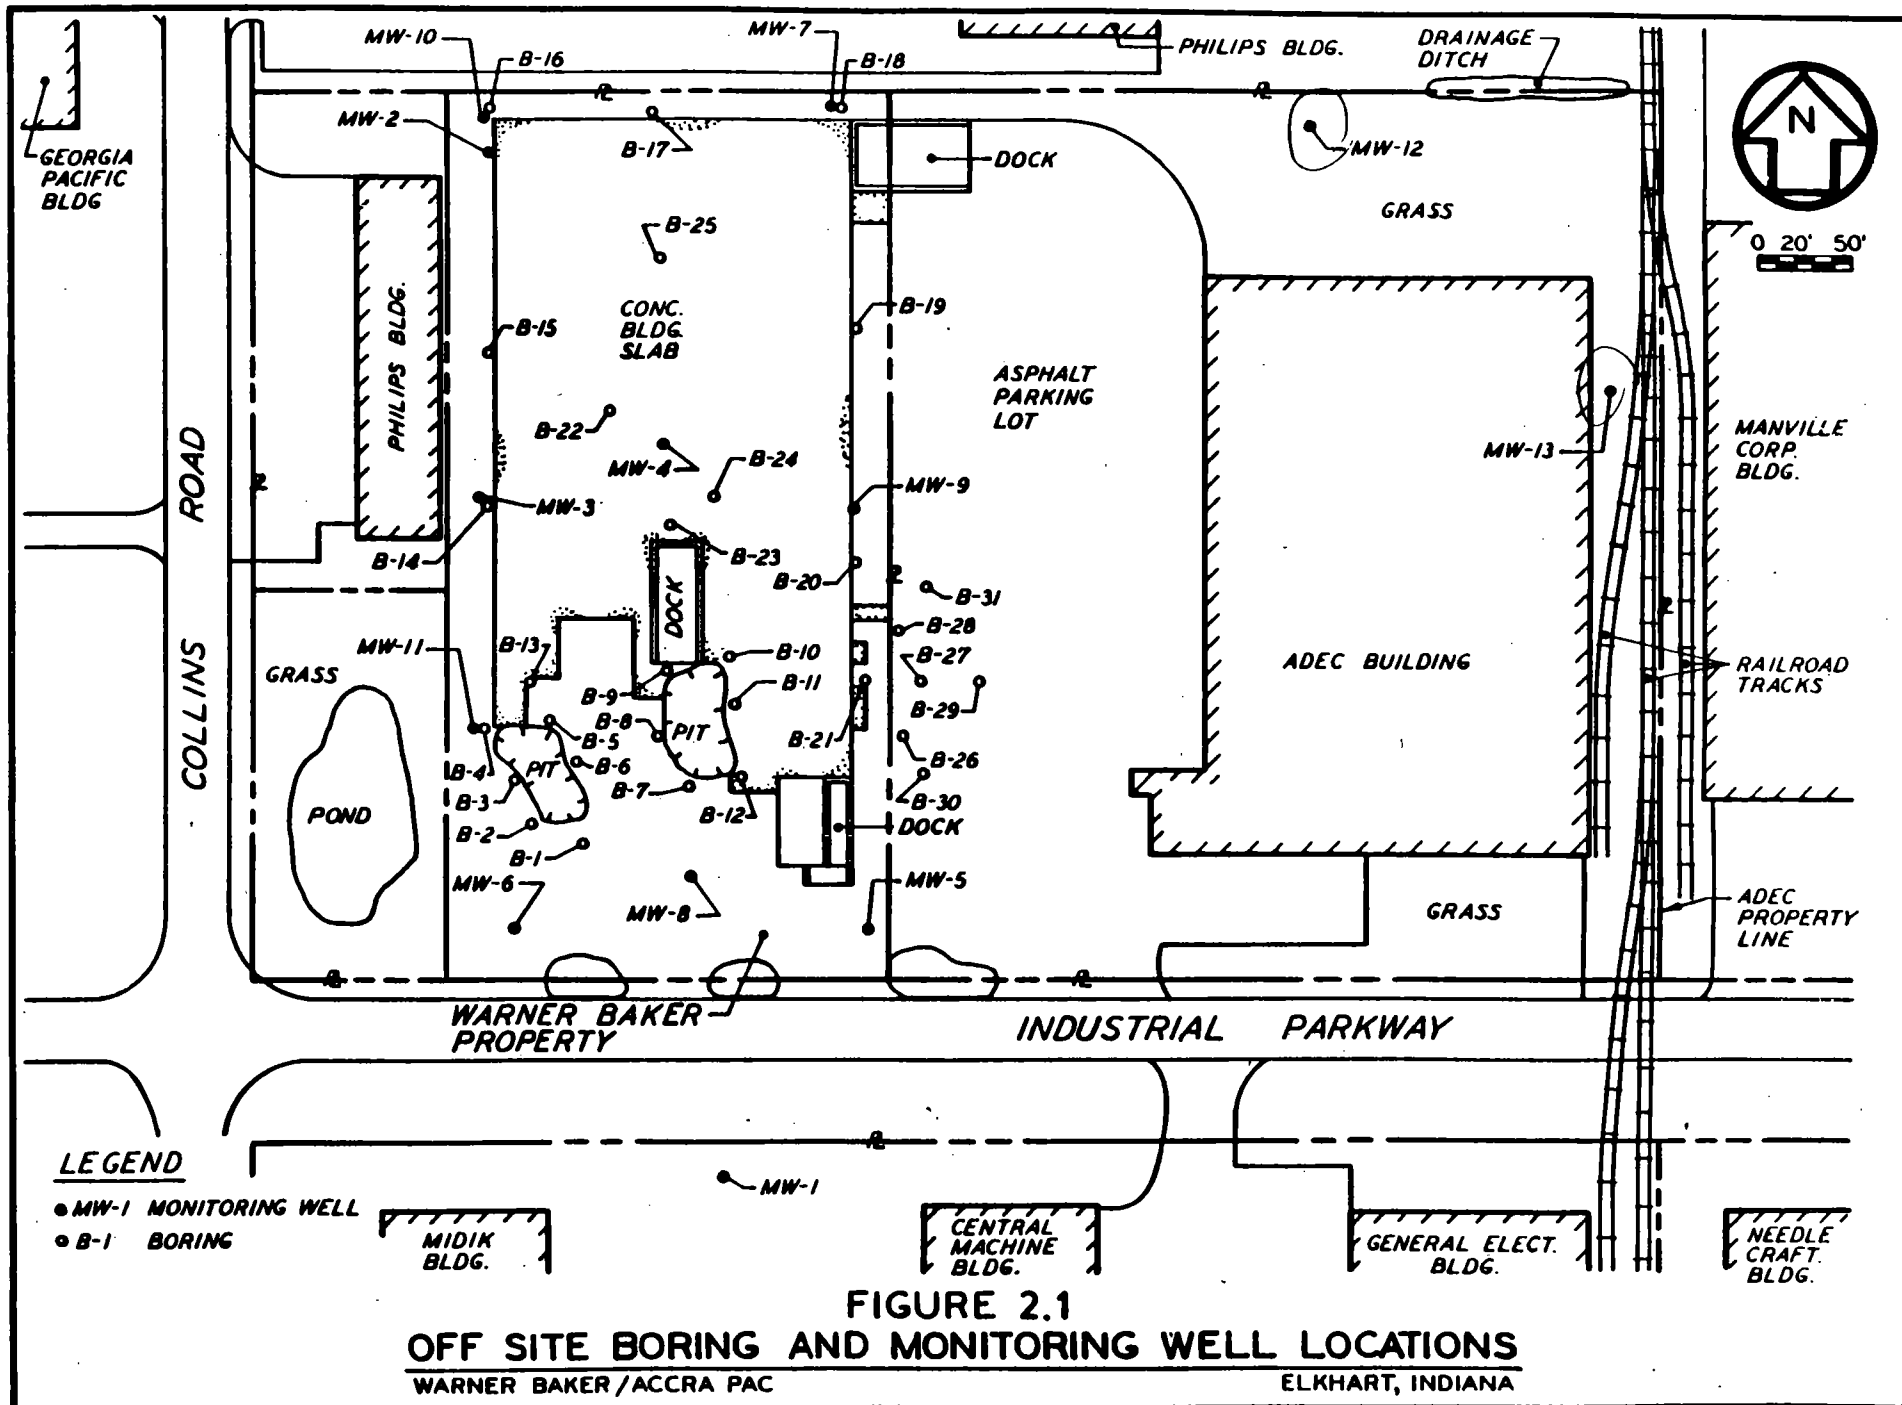 MW-10
B-16
MW-7
B-18
PHILIPS BLDG.
DRAINAGE
DITCH
N
MW-2
B-17
DOCK
MW-12
GEORGIA
PACIFIC
BLDG
GRASS
B-25
0 20' 50'
CONC.
BLDG.
SLAB
B-19
B-15
PHILIPS BLDG.
ASPHALT
PARKING
LOT
B-22
MW-4
B-24
MW-13
MANVILLE
CORP.
BLDG.
COLLINS ROAD
MW-3
MW-9
B-14
B-23
B-20
DOCK
B-31
B-28
MW-11
B-13
B-10
B-27
ADEC BUILDING
RAILROAD
TRACKS
GRASS
B-9
B-11
B-29
B-8
PIT
B-5
B-21
B-26
B-4
PIT
B-6
B-3
B-7
B-30
POND
B-2
B-12
DOCK
B-1
MW-6
MW-5
MW-8
GRASS
ADEC
PROPERTY
LINE
WARNER BAKER
PROPERTY
INDUSTRIAL PARKWAY
LEGEND
MW-1 MONITORING WELL
B-1 BORING
MW-1
MIDIK
BLDG.
CENTRAL
MACHINE
BLDG.
GENERAL ELECT.
BLDG.
NEEDLE
CRAFT.
BLDG.
FIGURE 2.1
OFF SITE BORING AND MONITORING WELL LOCATIONS
WARNER BAKER/ACCRA PAC
ELKHART, INDIANA